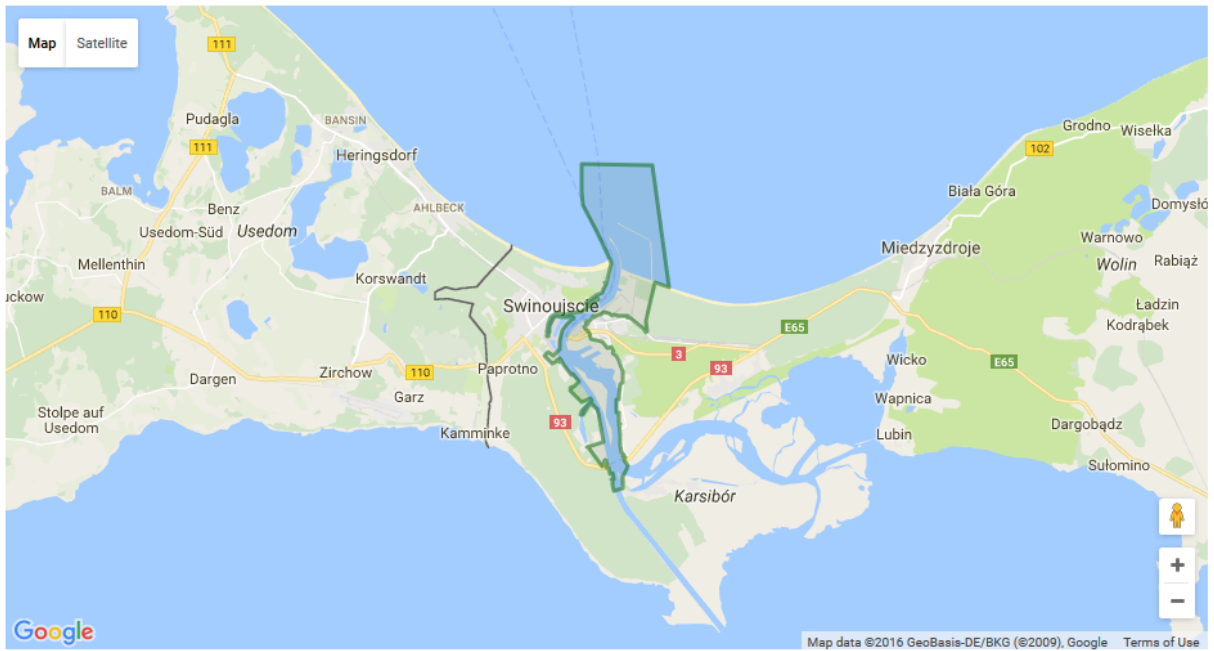 Map Satellite
111
Pudagla
BANSIN
111
Heringsdorf
Grodno
Wisełka
102
BALM
Benz
AHLBECK
Biała Góra
Usedom-Süd
Usedom
Domysłó
Mellenthin
Miedzyzdroje
Warnowo
Wolin
Rabiąż
Korswandt
uckow
110
Swinoujscie
Ładzin
E65
Kodrąbek
3
93
Wicko
E65
Zirchow
110
Paprotno
Dargen
Garz
Wapnica
Stolpe auf
Usedom
93
Kamminke
Lubin
Dargobądz
Sułomino
Karsibór
+
−
Google
Map data ©2016 GeoBasis-DE/BKG (©2009), Google Terms of Use